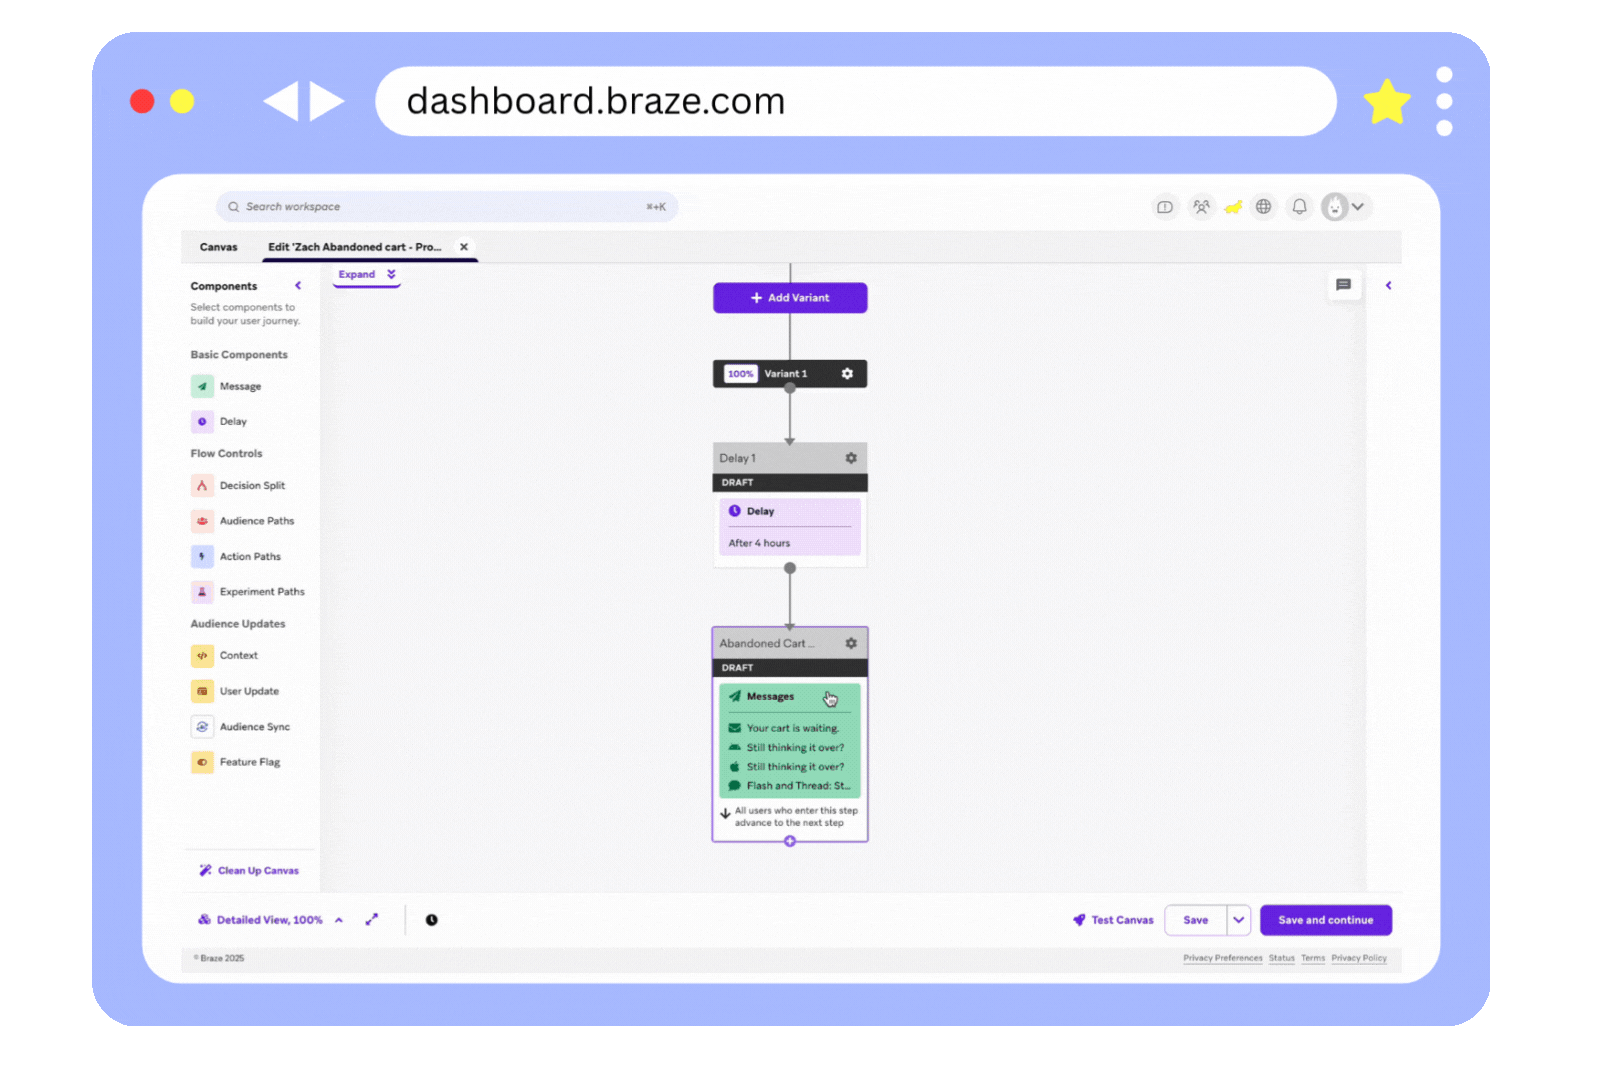 dashboard.braze.com
Search workspace
⌘+K
Canvas
Edit 'Zach Abandoned cart - Pro...
Components
Select components to
build your user journey.
Basic Components
Message
Delay
Flow Controls
Decision Split
Audience Paths
Action Paths
Experiment Paths
Audience Updates
Context
User Update
Audience Sync
Feature Flag
Clean Up Canvas
Expand
+ Add Variant
100% Variant 1
Delay 1
DRAFT
Delay
After 4 hours
Abandoned Cart ...
DRAFT
Messages
Your cart is waiting.
Still thinking it over?
Still thinking it over?
Flash and Thread: St...
All users who enter this step
advance to the next step
Detailed View, 100%
Test Canvas
Save
Save and continue
© Braze 2025
Privacy Preferences Status Terms Privacy Policy